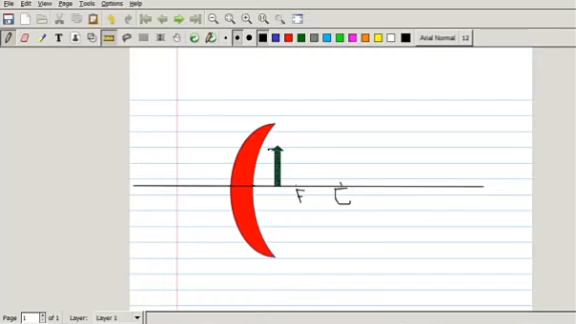 File Edit View Page Tools Options Help
Arial Normal 12
F C
Page 1 of 1 Layer: Layer 1